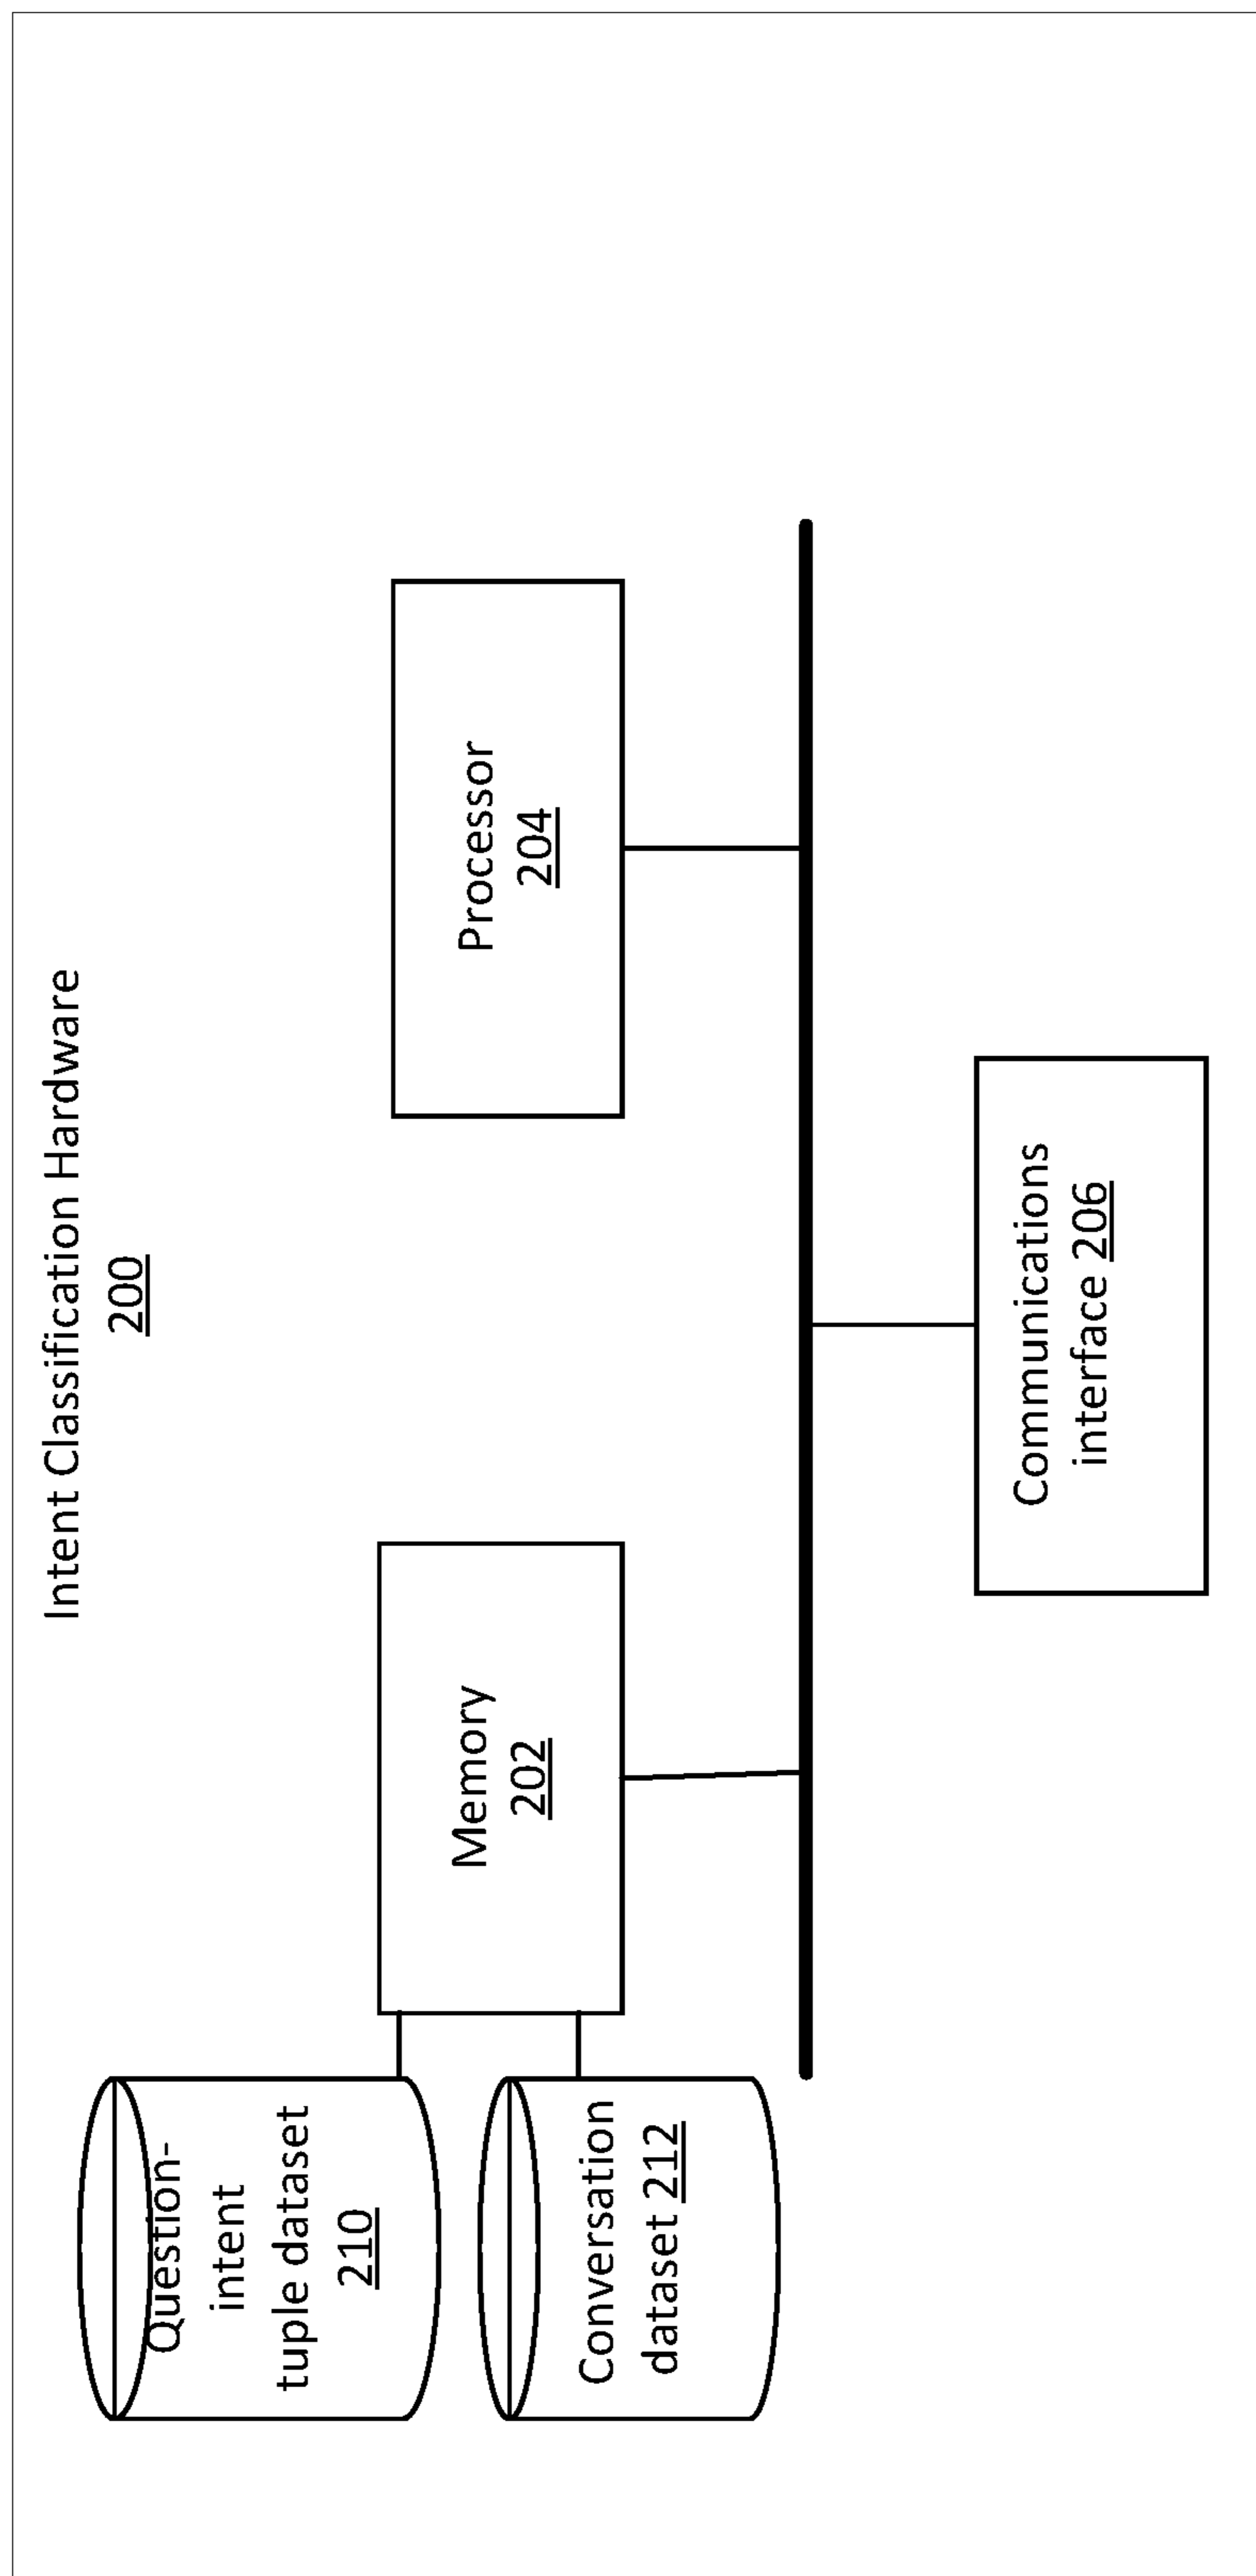 Intent Classification Hardware
200
Question-
intent
tuple dataset
210
Conversation
dataset 212
Memory
202
Processor
204
Communications
interface 206